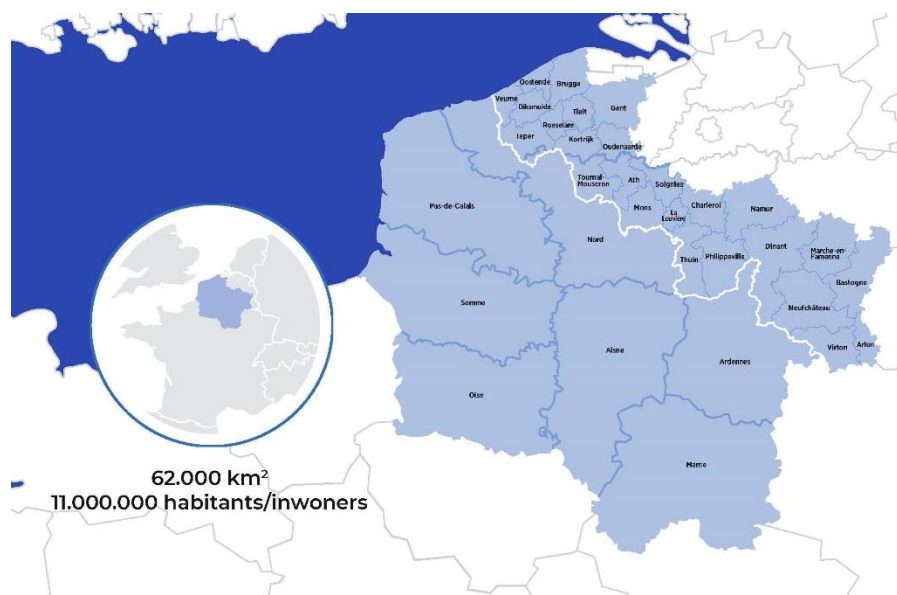 Oostende
Brugge
Veurne
Diksmuide
Tielt
Gent
Roeselare
Ieper
Kortrijk
Oudenaarde
Tournai-
Mouscron
Ath
Soignies
Pas-de-Calais
Mons
La
Louvière
Charleroi
Namur
Nord
Thuin
Philippeville
Dinant
Marche-en-
Famenne
Bastogne
Somme
Neufchâteau
Virton
Arlon
Aisne
Ardennes
Oise
Marne
62.000 km²
11.000.000 habitants/inwoners